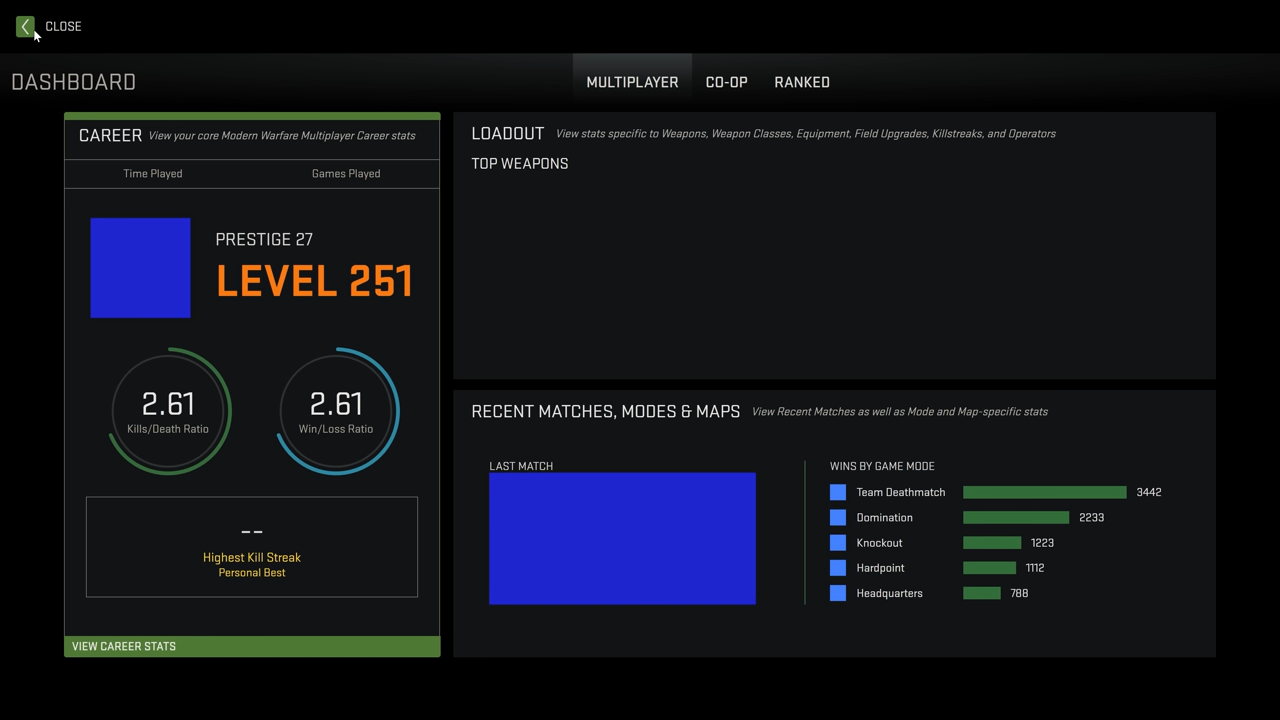 CLOSE
DASHBOARD
MULTIPLAYER
CO-OP
RANKED
CAREER View your core Modern Warfare Multiplayer Career stats
Time Played
Games Played
PRESTIGE 27
LEVEL 251
2.61
Kills/Death Ratio
2.61
Win/Loss Ratio
--
Highest Kill Streak
Personal Best
VIEW CAREER STATS
LOADOUT View stats specific to Weapons, Weapon Classes, Equipment, Field Upgrades, Killstreaks, and Operators
TOP WEAPONS
RECENT MATCHES, MODES & MAPS View Recent Matches as well as Mode and Map-specific stats
LAST MATCH
WINS BY GAME MODE
Team Deathmatch 3442
Domination 2233
Knockout 1223
Hardpoint 1112
Headquarters 788